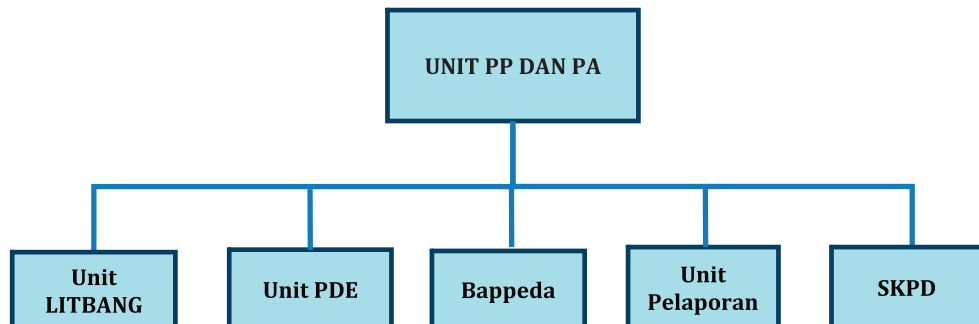 UNIT PP DAN PA
Unit
LITBANG
Unit PDE
Bappeda
Unit
Pelaporan
SKPD